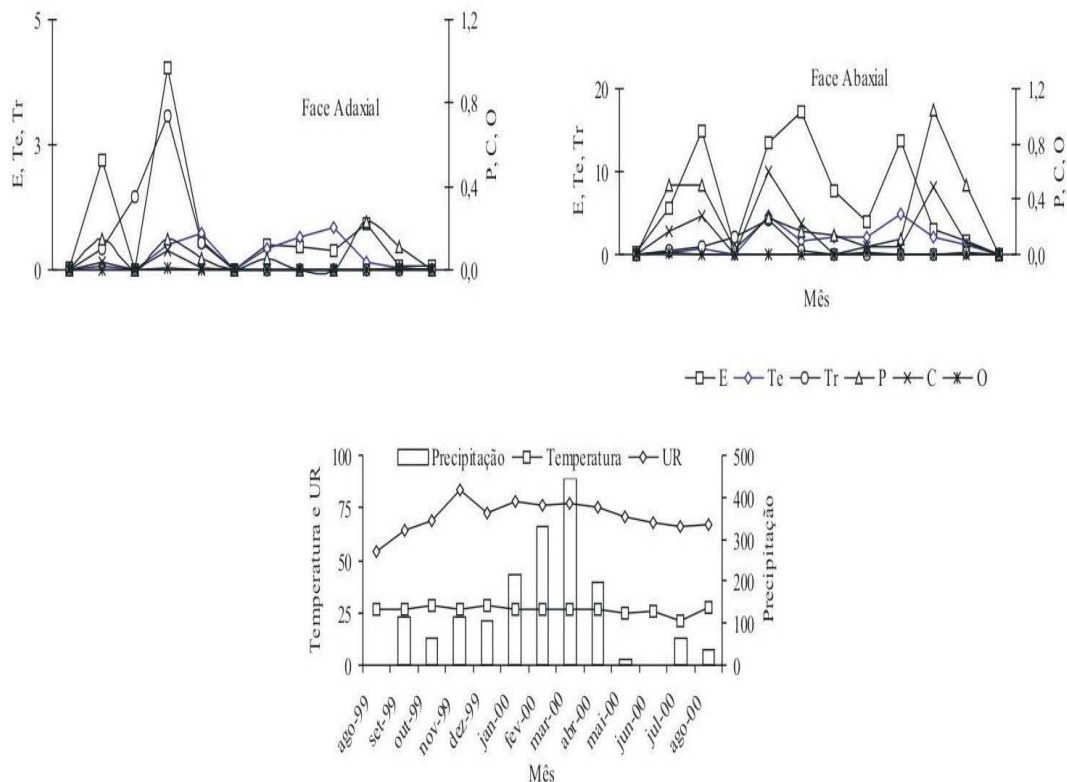 Face Adaxial
E, Te, Tr
5
3
0
P, C, O
1,2
0,8
0,4
0,0
Face Abaxial
E, Te, Tr
20
10
0
P, C, O
1,2
0,8
0,4
0,0
Mês
E Te Tr P C O
Precipitação Temperatura UR
Temperatura e UR
100
75
50
25
0
Precipitação
500
400
300
200
100
0
ago-99
set-99
out-99
nov-99
dez-99
jan-00
fev-00
mar-00
abr-00
mai-00
jun-00
jul-00
ago-00
Mês